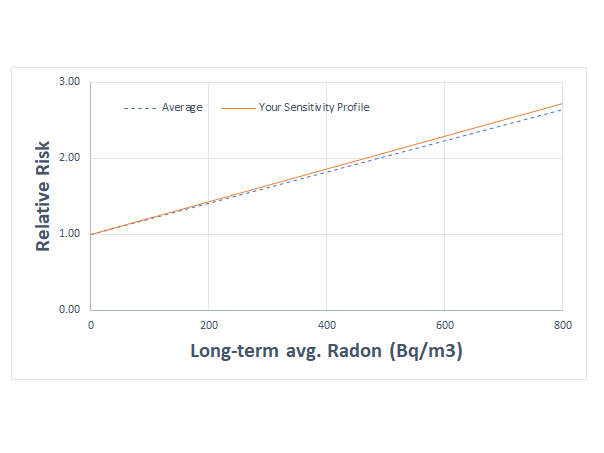 3.00
Average Your Sensitivity Profile
2.00
1.00
0.00
Relative Risk
0 200 400 600 800
Long-term avg. Radon (Bq/m3)